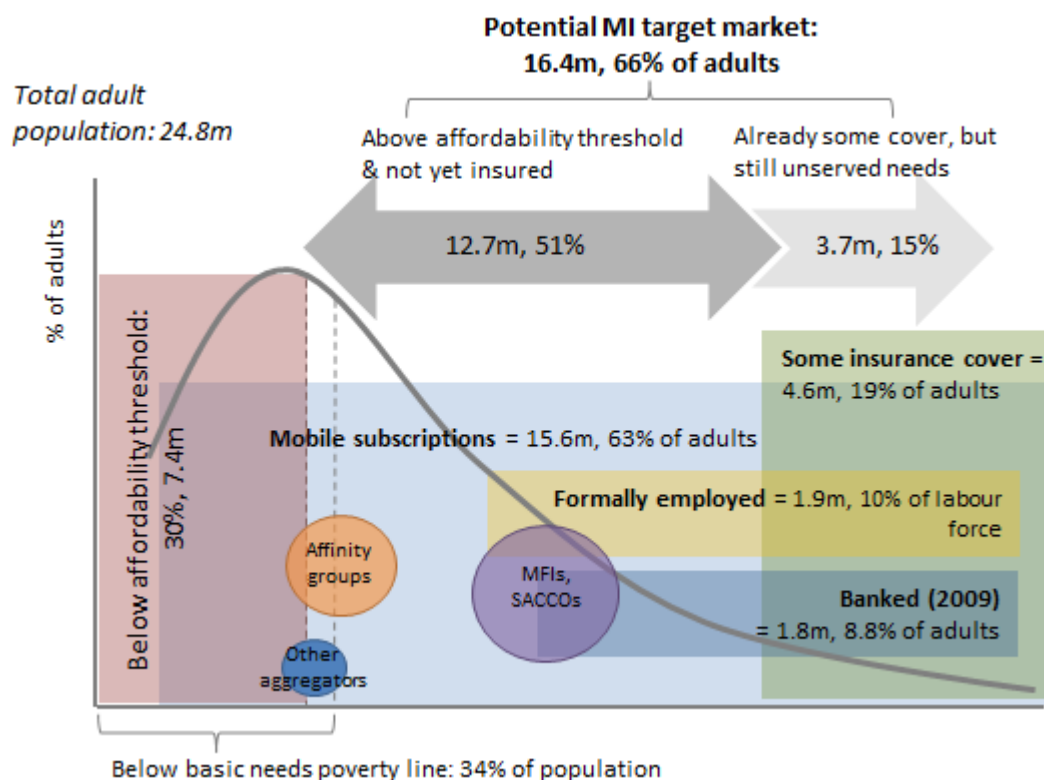 Potential MI target market:
16.4m, 66% of adults
Total adult
population: 24.8m
Above affordability threshold
& not yet insured
Already some cover, but
still unserved needs
12.7m, 51%
3.7m, 15%
% of adults
Below affordability threshold:
30%, 7.4m
Some insurance cover =
4.6m, 19% of adults
Mobile subscriptions = 15.6m, 63% of adults
Formally employed = 1.9m, 10% of labour
force
Affinity
groups
MFIs,
SACCOs
Banked (2009)
= 1.8m, 8.8% of adults
Other
aggregators
Below basic needs poverty line: 34% of population